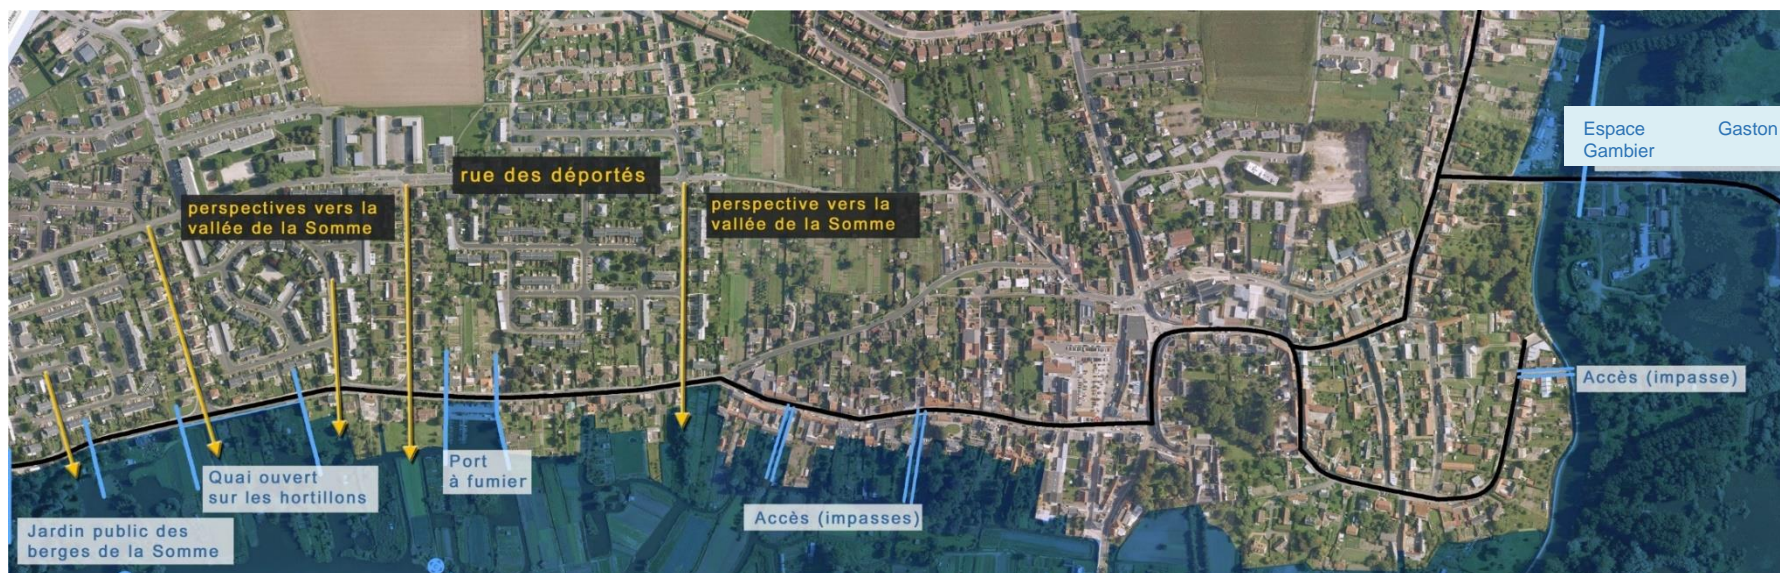 Espace Gaston
Gambier
rue des déportés
perspectives vers la
vallée de la Somme
perspective vers la
vallée de la Somme
Accès (impasse)
Port
à fumier
Quai ouvert
sur les hortillons
Accès (impasses)
Jardin public des
berges de la Somme